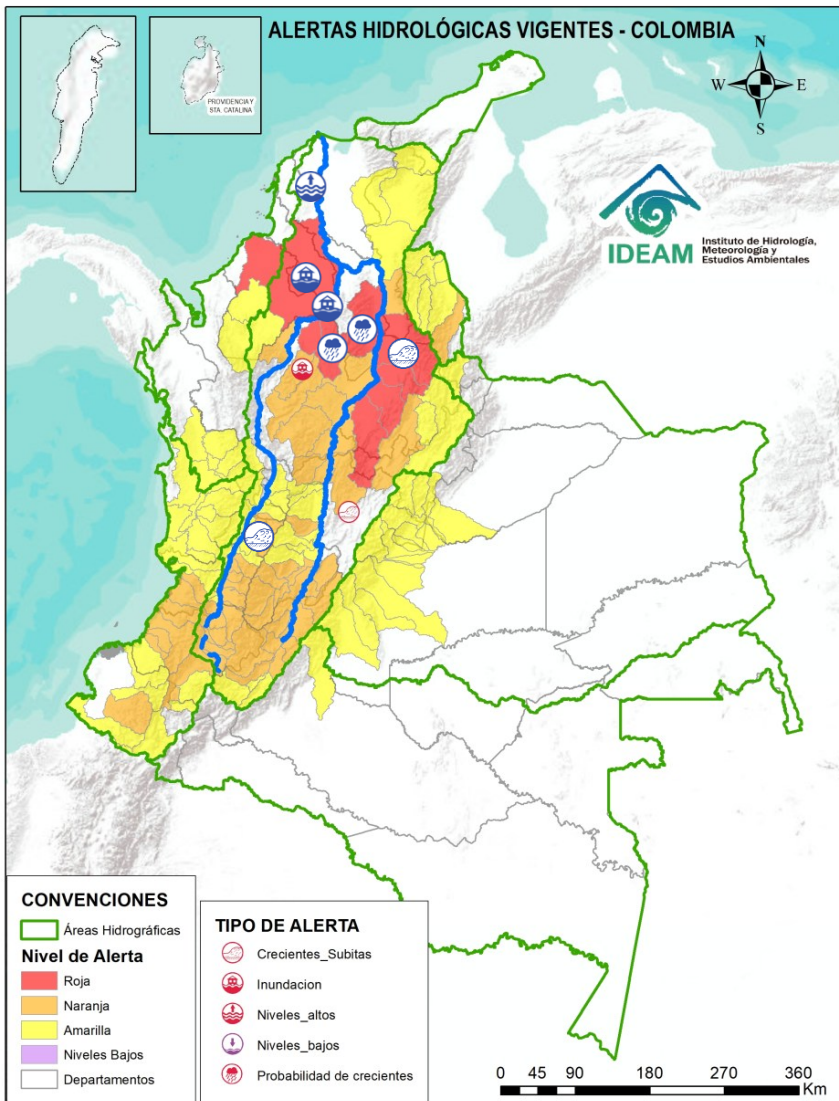 ALERTAS HIDROLÓGICAS VIGENTES - COLOMBIA
PROVIDENCIA Y
STA. CATALINA
N
W
E
S
IDEAM
Instituto de Hidrología,
Meteorología y
Estudios Ambientales
CONVENCIONES
Áreas Hidrográficas
Nivel de Alerta
Roja
Naranja
Amarilla
Niveles Bajos
Departamentos
TIPO DE ALERTA
Crecientes_Subitas
Inundacion
Niveles_altos
Niveles_bajos
Probabilidad de crecientes
0 45 90 180 270 360
Km